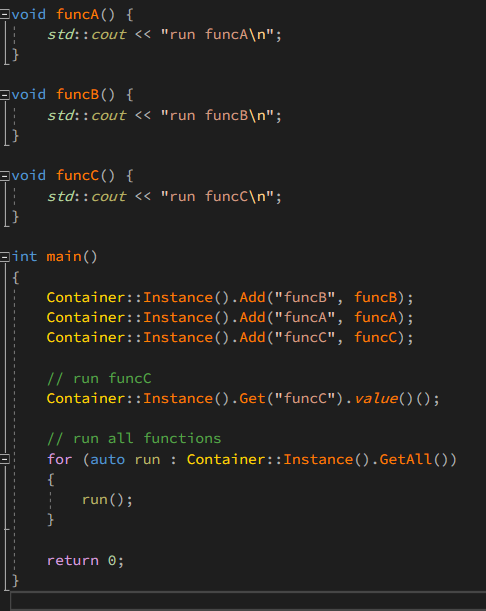 void funcA() {
    std::cout << "run funcA\n";
}

void funcB() {
    std::cout << "run funcB\n";
}

void funcC() {
    std::cout << "run funcC\n";
}

int main()
{
    Container::Instance().Add("funcB", funcB);
    Container::Instance().Add("funcA", funcA);
    Container::Instance().Add("funcC", funcC);

    // run funcC
    Container::Instance().Get("funcC").value()();

    // run all functions
    for (auto run : Container::Instance().GetAll())
    {
        run();
    }

    return 0;
}